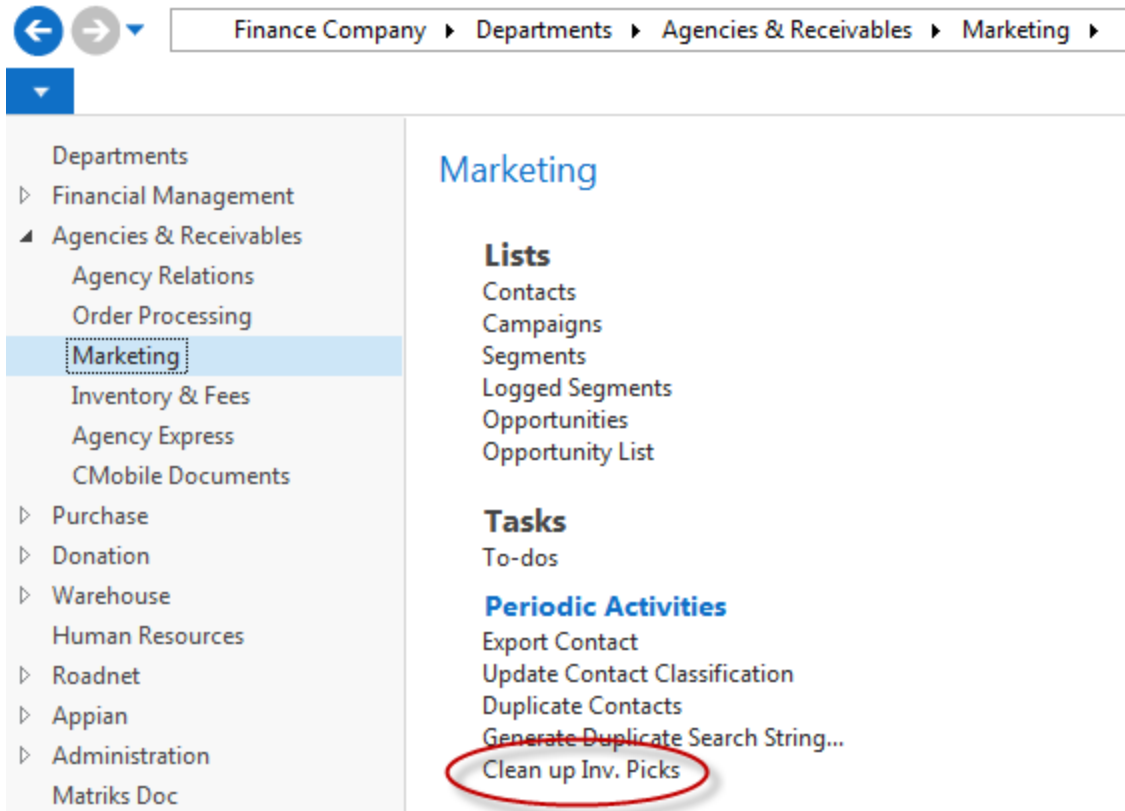 Finance Company ▸ Departments ▸ Agencies & Receivables ▸ Marketing ▸
Departments
Financial Management
Agencies & Receivables
Agency Relations
Order Processing
Marketing
Inventory & Fees
Agency Express
CMobile Documents
Purchase
Donation
Warehouse
Human Resources
Roadnet
Appian
Administration
Matriks Doc
Marketing
Lists
Contacts
Campaigns
Segments
Logged Segments
Opportunities
Opportunity List
Tasks
To-dos
Periodic Activities
Export Contact
Update Contact Classification
Duplicate Contacts
Generate Duplicate Search String...
Clean up Inv. Picks